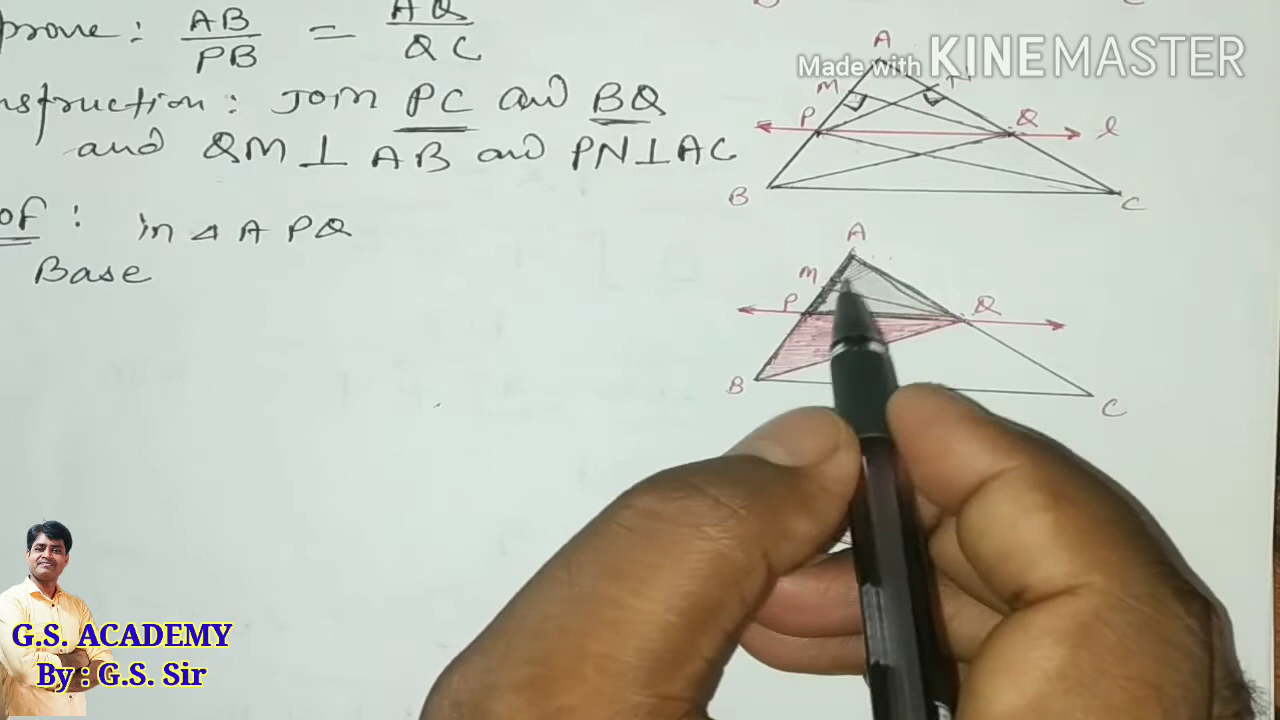 prove: AB/PB = AQ/QC
nstruction: Join PC and BQ
and QM⊥AB and PN⊥AC
of: in △APQ
Base
Made with KINEMASTER
A
M
N
P
Q
l
B
C
A
M
P
Q
B
C
G.S. ACADEMY
By : G.S. Sir